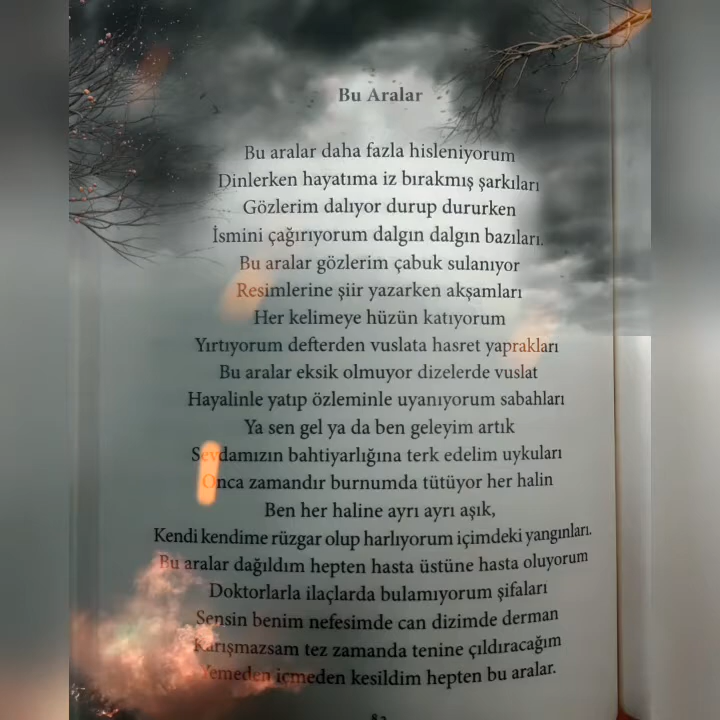 Bu Aralar
Bu aralar daha fazla hisleniyorum
Dinlerken hayatıma iz bırakmış şarkıları
Gözlerim dalıyor durup dururken
İsmini çağırıyorum dalgın dalgın bazıları.
Bu aralar gözlerim çabuk sulanıyor
Resimlerine şiir yazarken akşamları
Her kelimeye hüzün katıyorum
Yırtıyorum defterden vuslata hasret yaprakları
Bu aralar eksik olmuyor dizelerde vuslat
Hayalinle yatıp özleminle uyanıyorum sabahları
Ya sen gel ya da ben geleyim artık
Sevdamızın bahtiyarlığına terk edelim uykuları
Onca zamandır burnumda tütüyor her halin
Ben her haline ayrı ayrı aşık,
Kendi kendime rüzgar olup harlıyorum içimdeki yangınları.
Bu aralar dağıldım hepten hasta üstüne hasta oluyorum
Doktorlarla ilaçlarda bulamıyorum şifaları
Sensin benim nefesimde can dizimde derman
Karışmazsam tez zamanda tenine çıldıracağım
Yemeden içmeden kesildim hepten bu aralar.